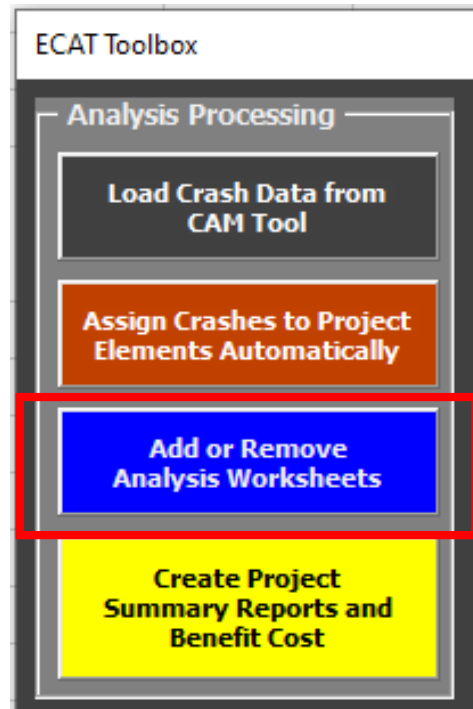 ECAT Toolbox
Analysis Processing
Load Crash Data from
CAM Tool
Assign Crashes to Project
Elements Automatically
Add or Remove
Analysis Worksheets
Create Project
Summary Reports and
Benefit Cost